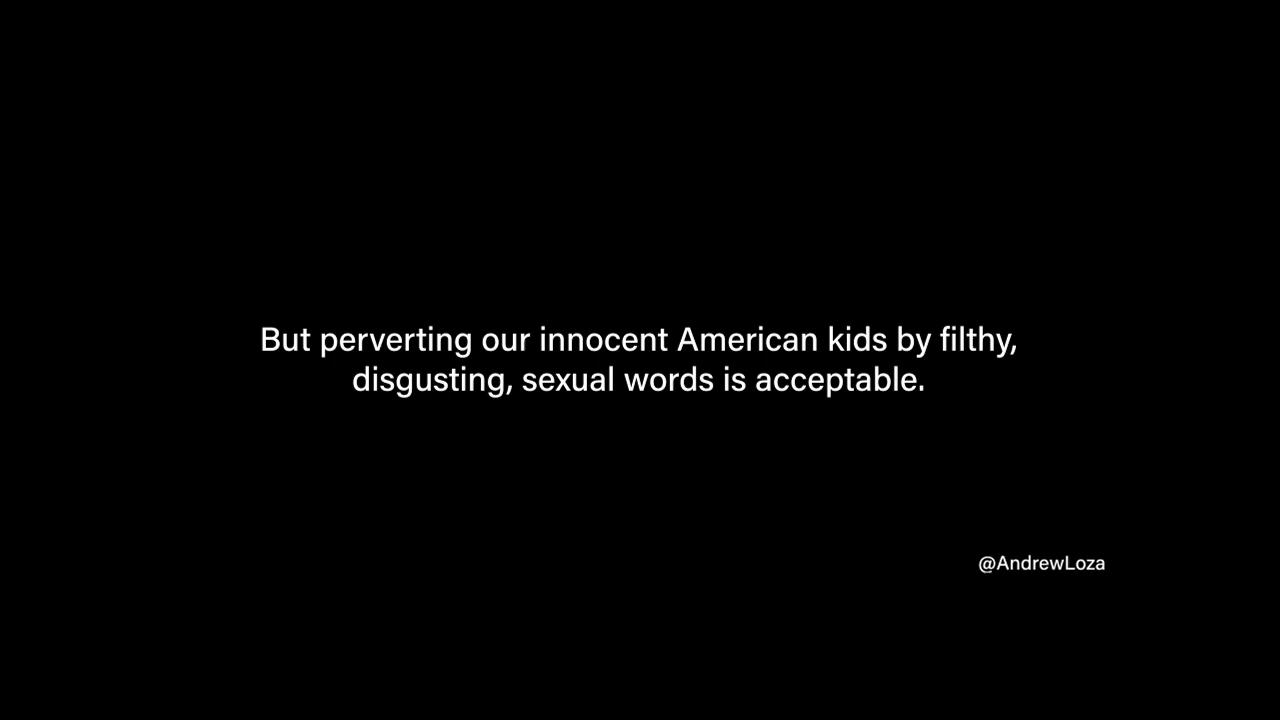 But perverting our innocent American kids by filthy,
disgusting, sexual words is acceptable.
@AndrewLoza